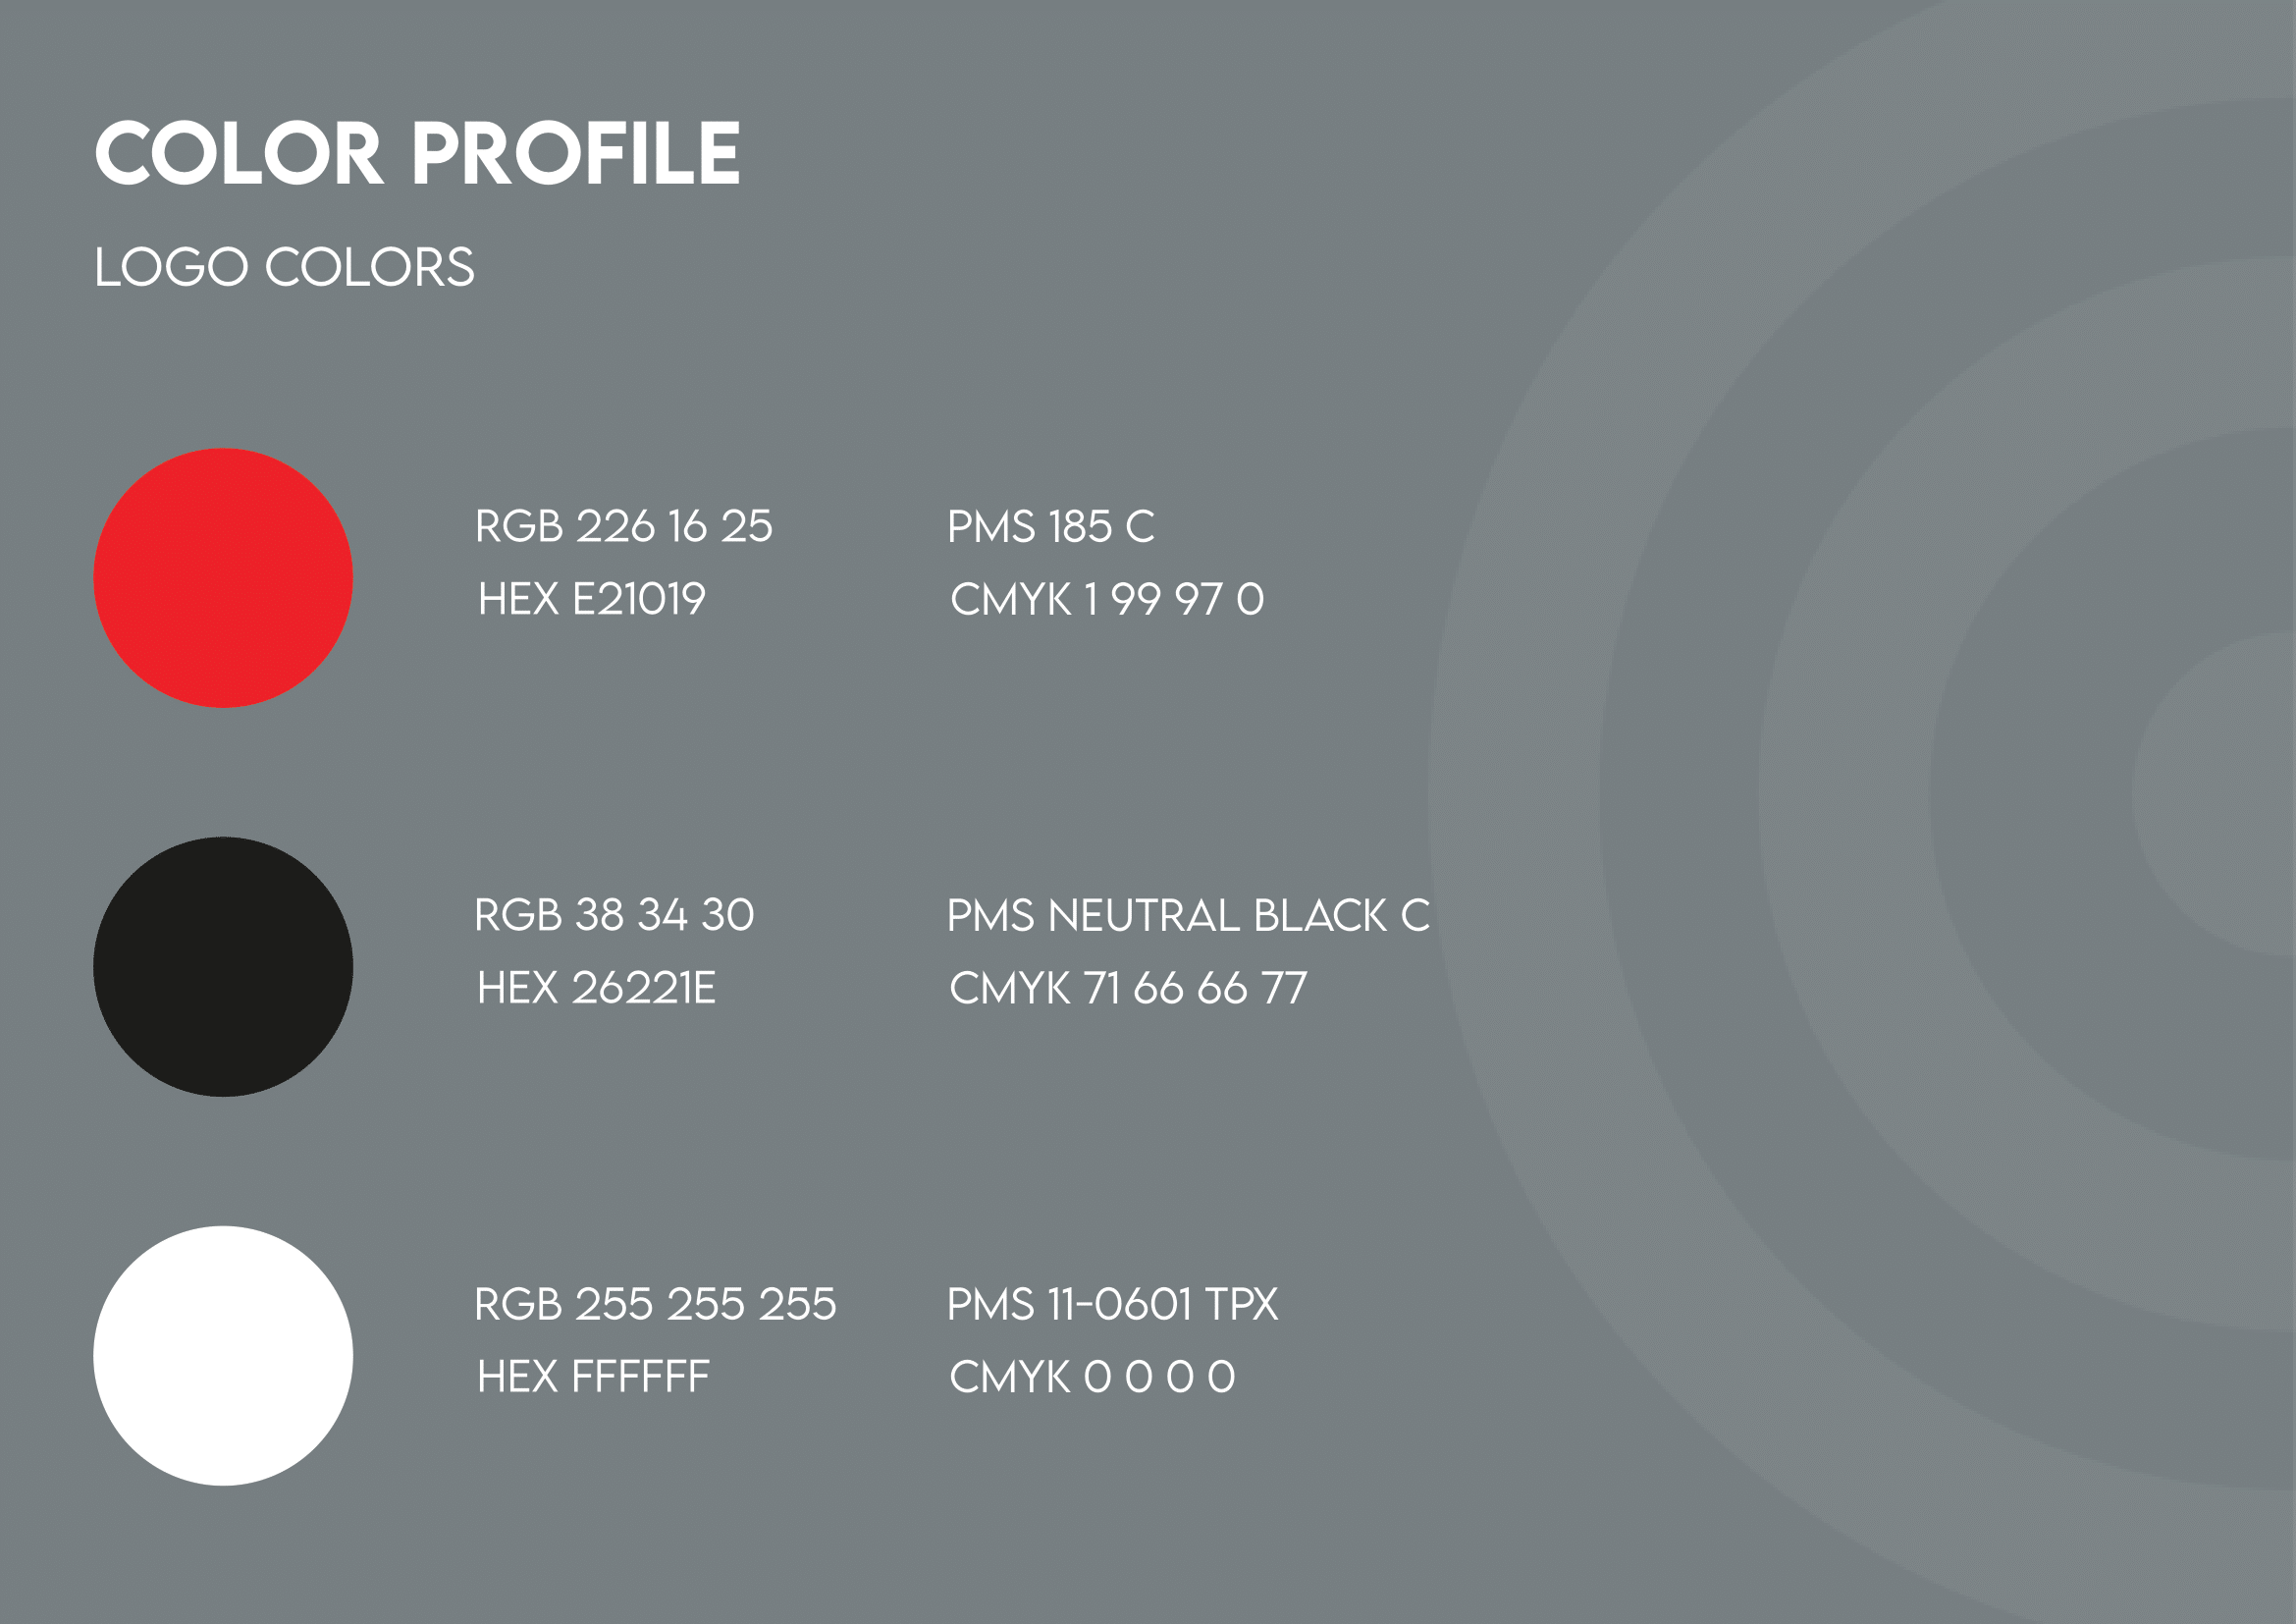 COLOR PROFILE
LOGO COLORS
RGB 226 16 25
HEX E21019
PMS 185 C
CMYK 1 99 97 0
RGB 38 34 30
HEX 26221E
PMS NEUTRAL BLACK C
CMYK 71 66 66 77
RGB 255 255 255
HEX FFFFFF
PMS 11-0601 TPX
CMYK 0 0 0 0